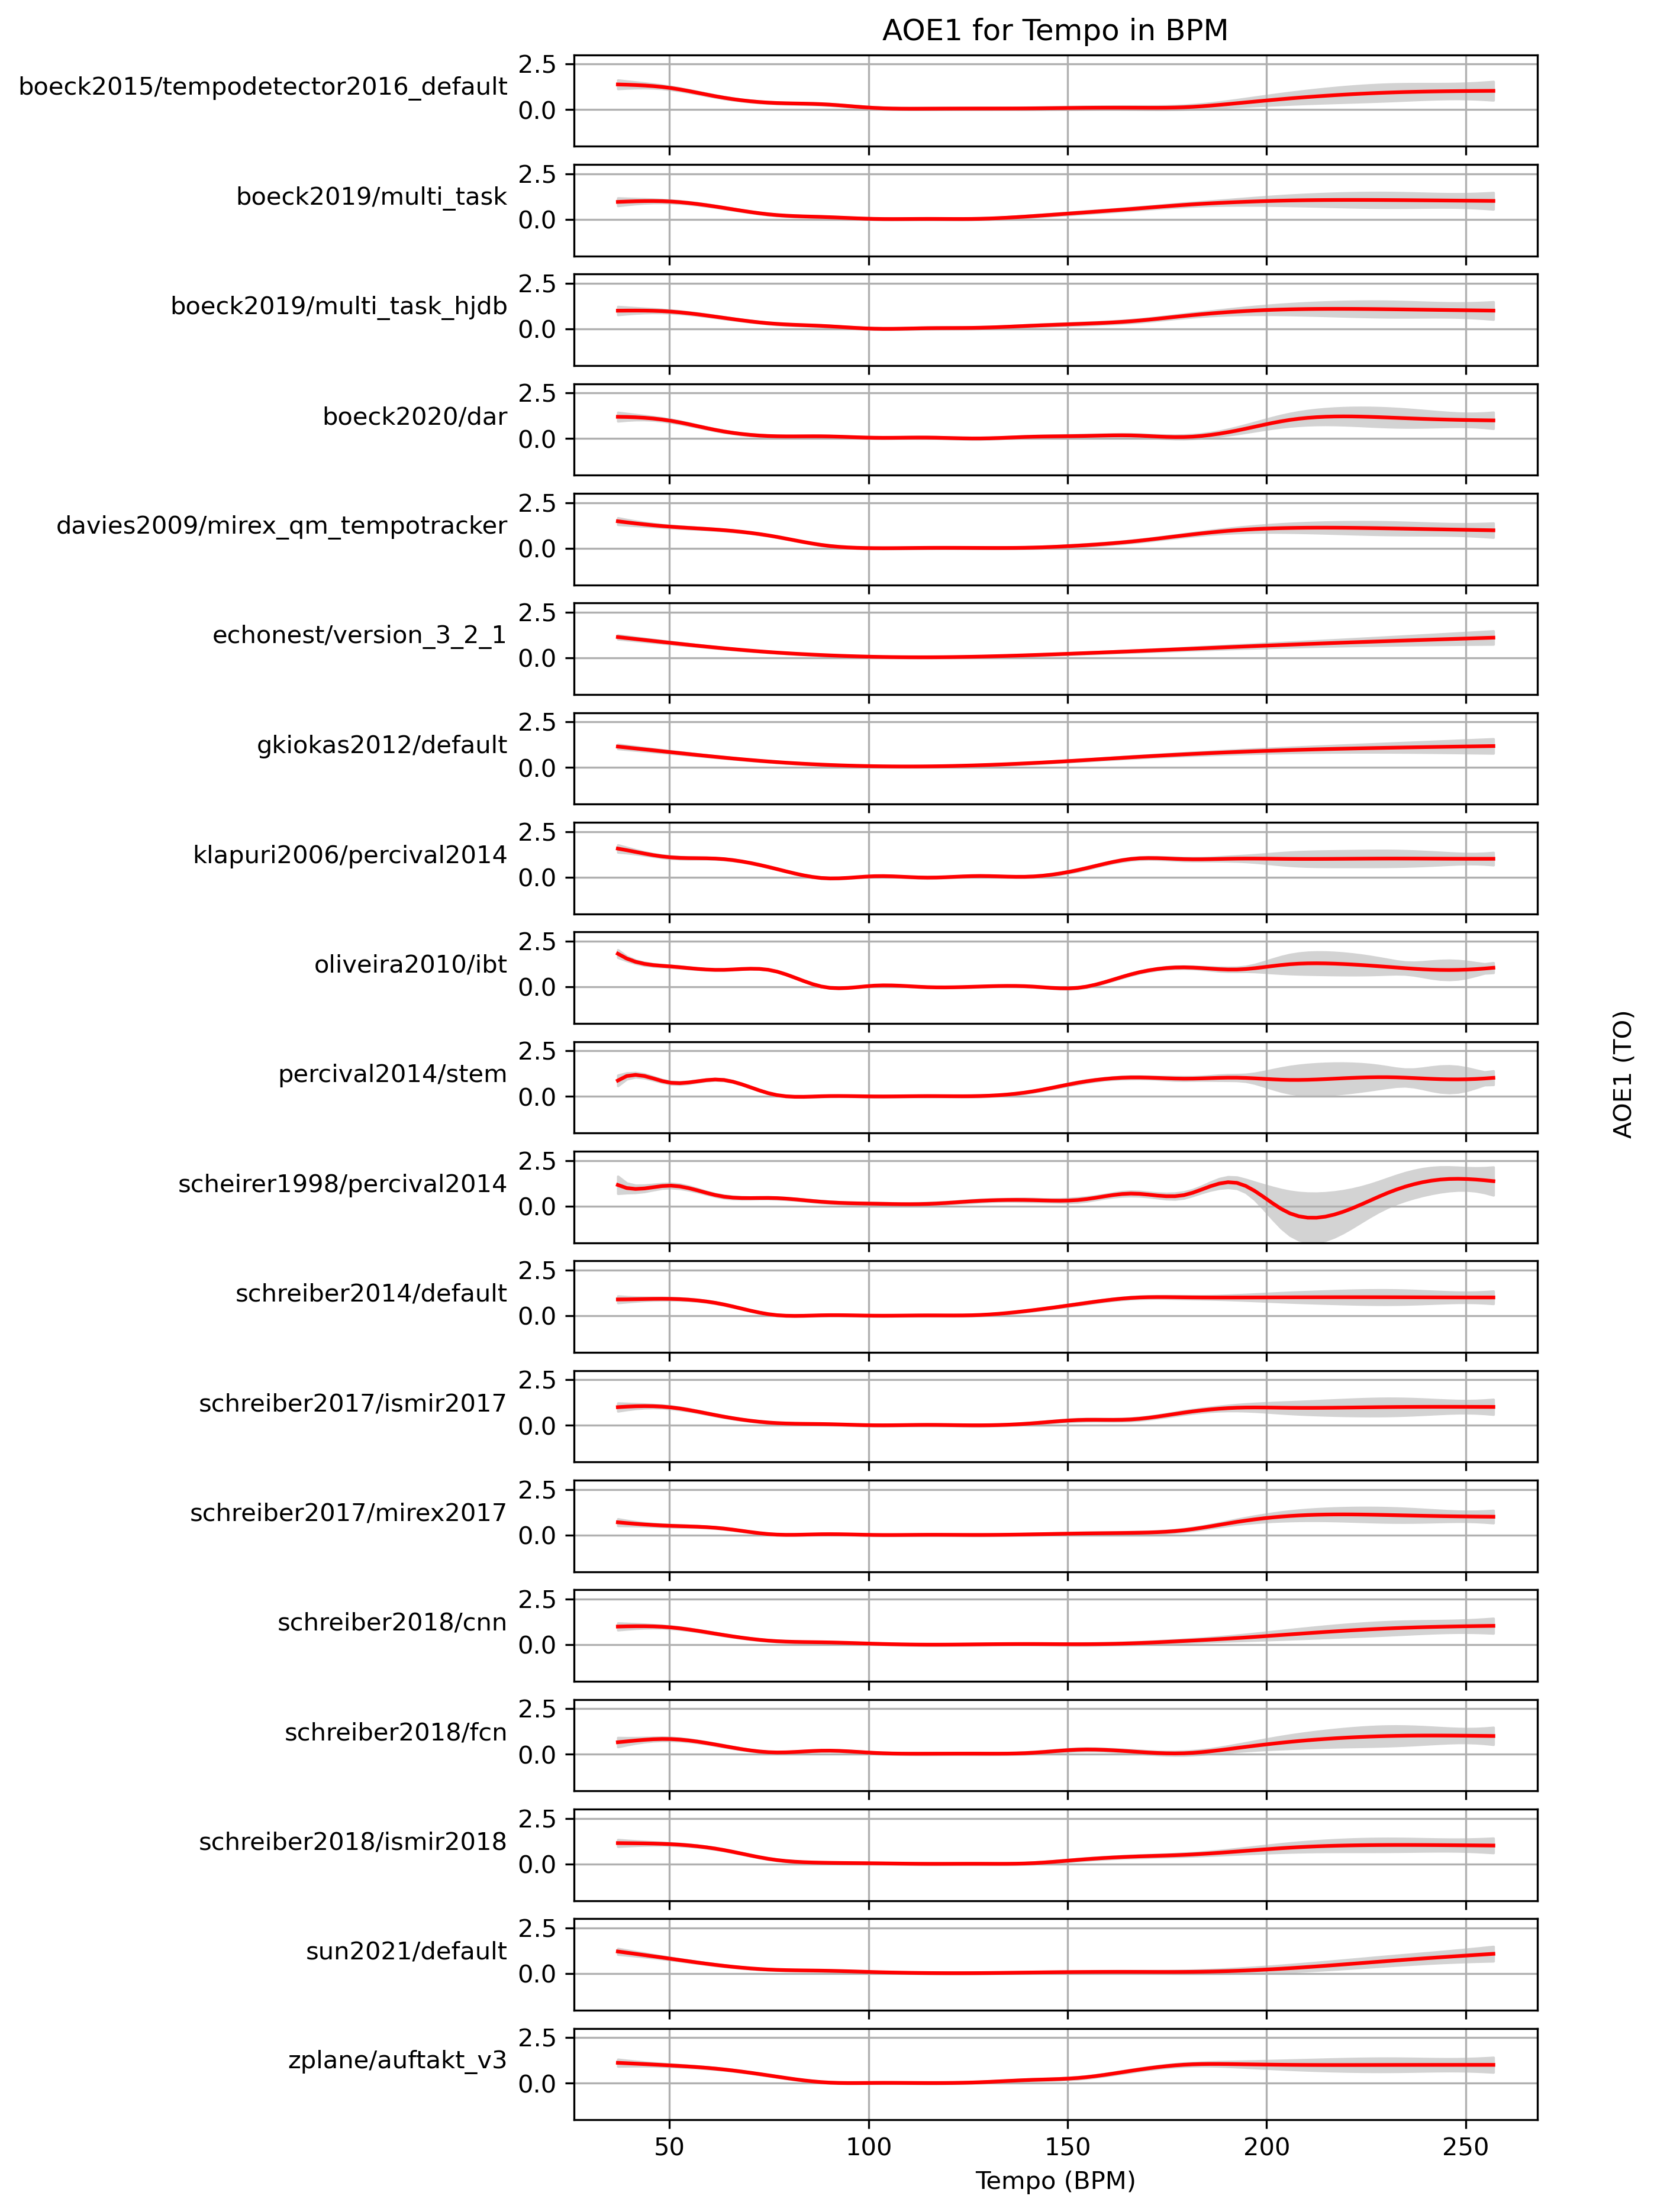 AOE1 for Tempo in BPM
boeck2015/tempodetector2016_default
2.5
0.0
boeck2019/multi_task
2.5
0.0
boeck2019/multi_task_hjdb
2.5
0.0
boeck2020/dar
2.5
0.0
davies2009/mirex_qm_tempotracker
2.5
0.0
echonest/version_3_2_1
2.5
0.0
gkiokas2012/default
2.5
0.0
klapuri2006/percival2014
2.5
0.0
oliveira2010/ibt
2.5
0.0
percival2014/stem
2.5
0.0
scheirer1998/percival2014
2.5
0.0
schreiber2014/default
2.5
0.0
schreiber2017/ismir2017
2.5
0.0
schreiber2017/mirex2017
2.5
0.0
schreiber2018/cnn
2.5
0.0
schreiber2018/fcn
2.5
0.0
schreiber2018/ismir2018
2.5
0.0
sun2021/default
2.5
0.0
zplane/auftakt_v3
2.5
0.0
50 100 150 200 250
Tempo (BPM)
AOE1 (TO)